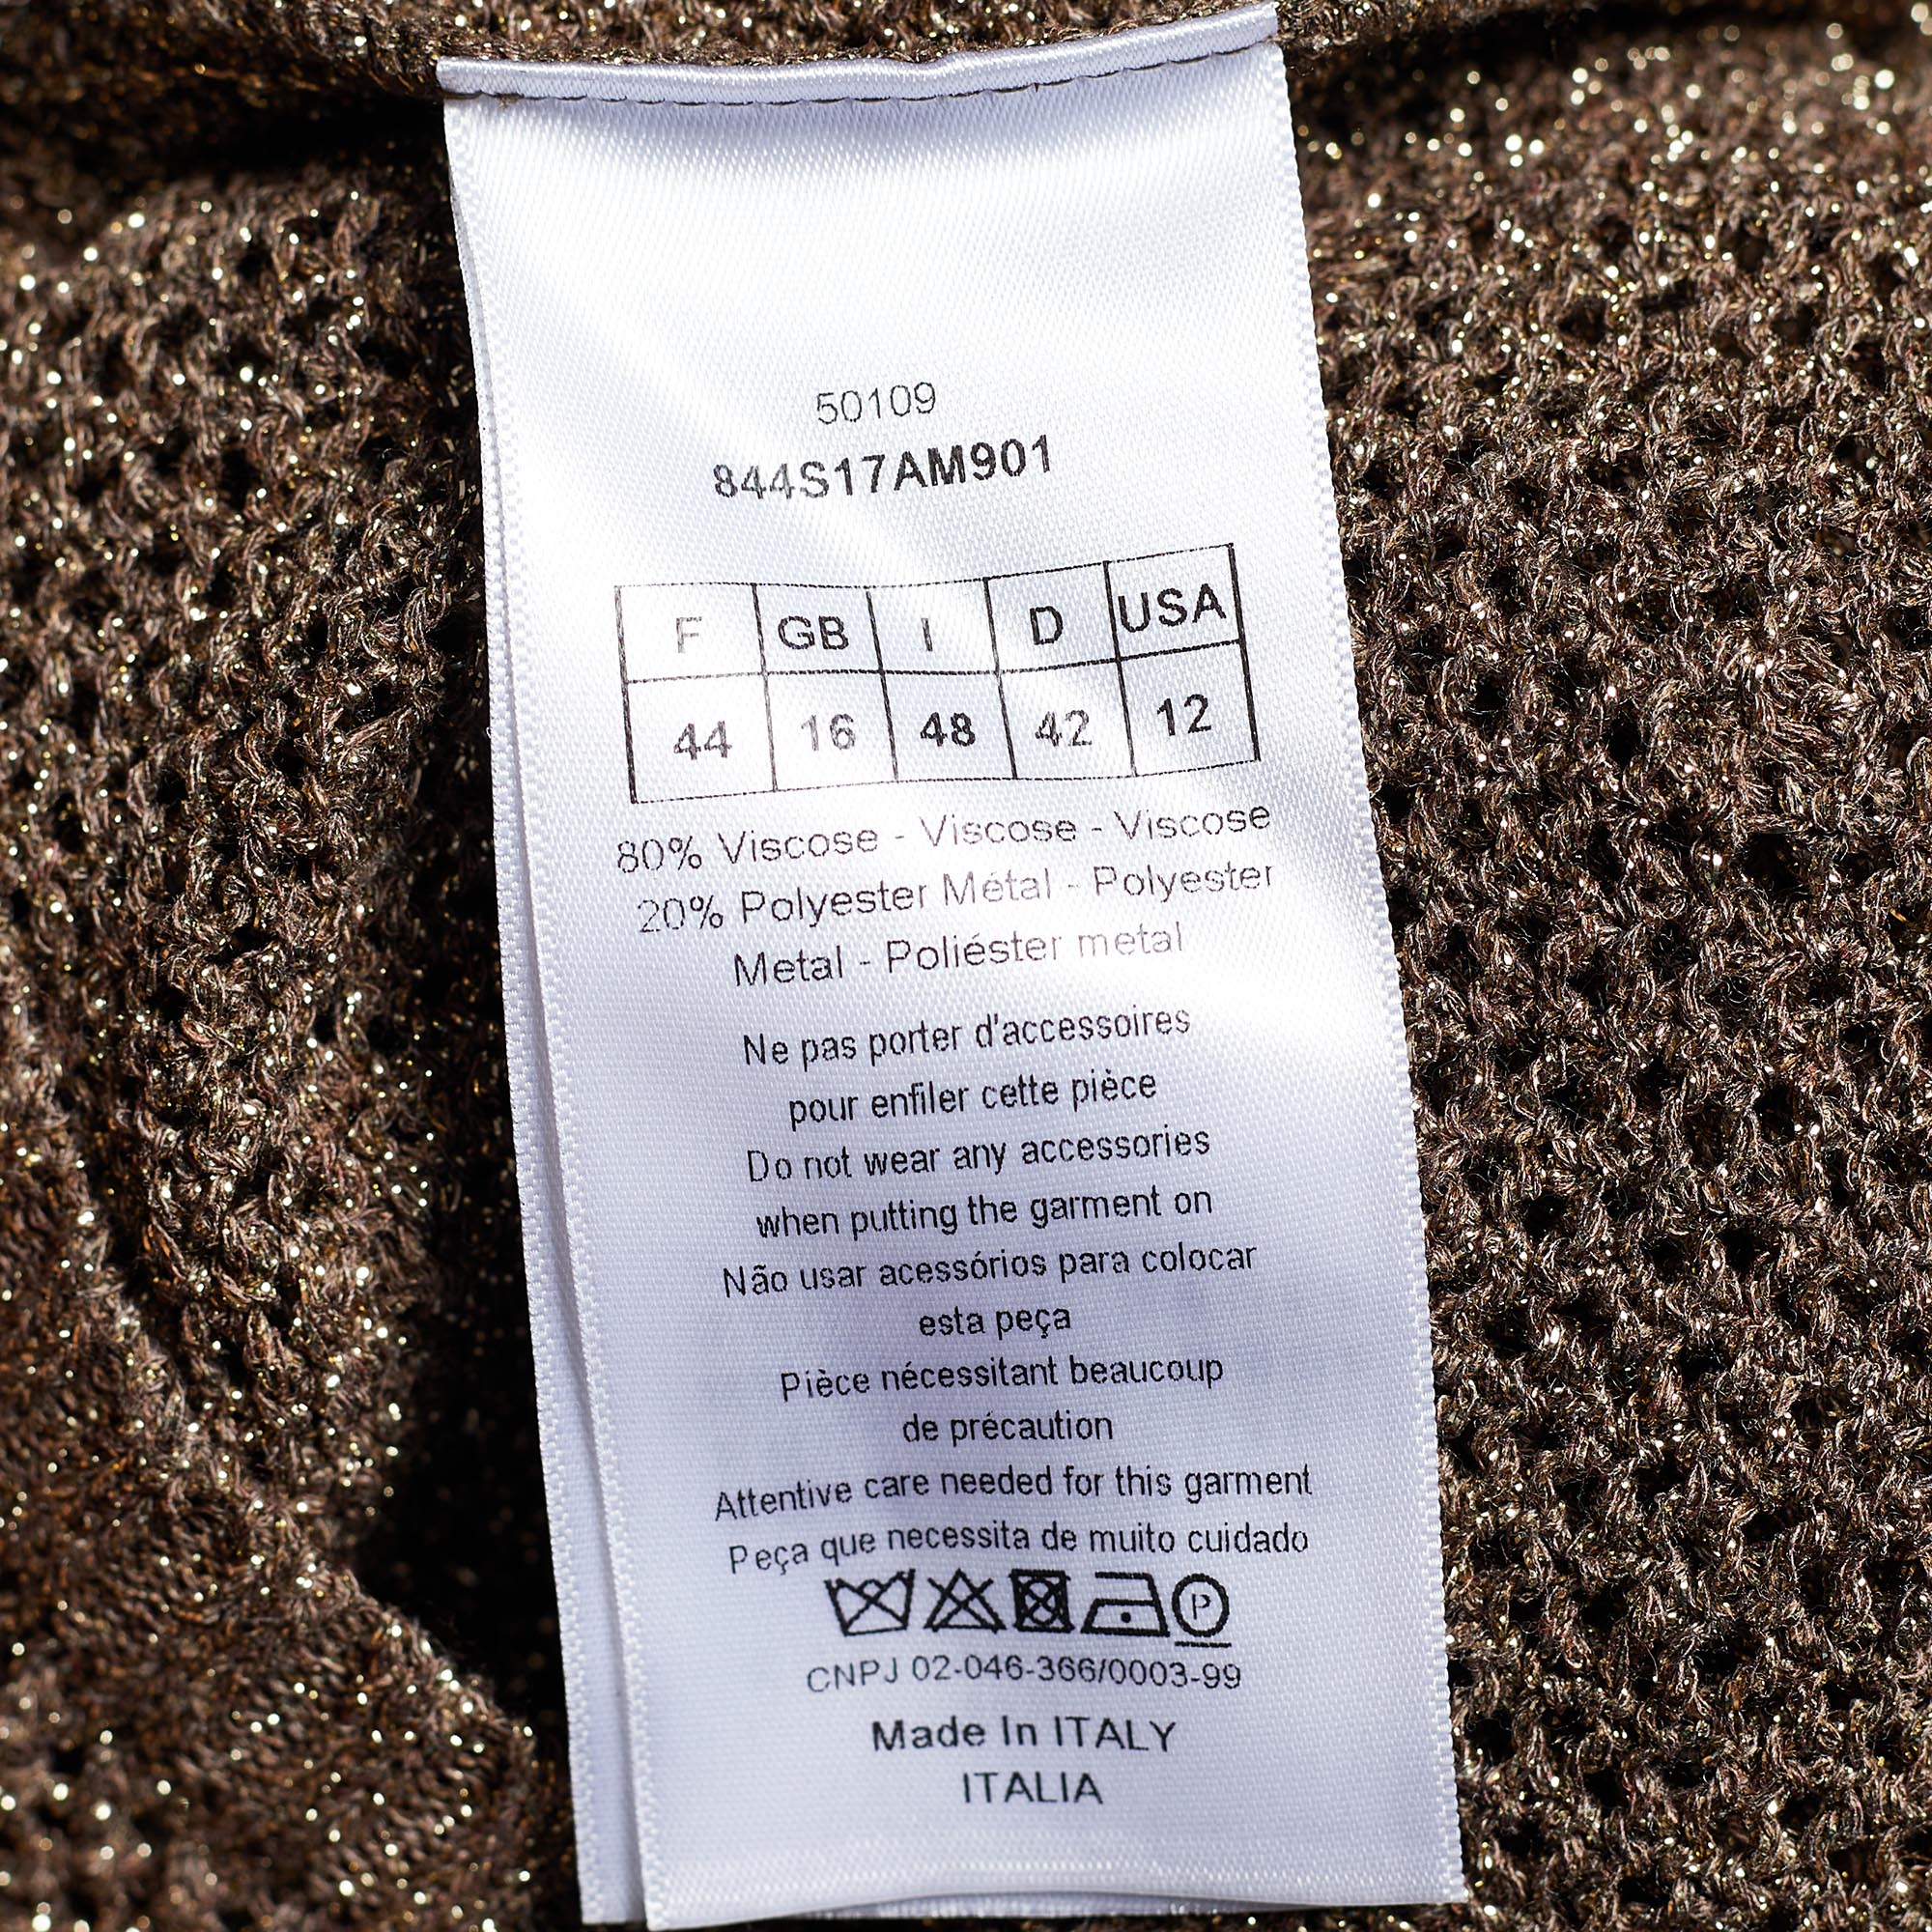 50109
844S17AM901
F GB I D USA
44 16 48 42 12
80% Viscose - Viscose - Viscose
20% Polyester Métal - Polyester
Metal - Poliéster metal
Ne pas porter d'accessoires
pour enfiler cette pièce
Do not wear any accessories
when putting the garment on
Não usar acessórios para colocar
esta peça
Pièce nécessitant beaucoup
de précaution
Attentive care needed for this garment
Peça que necessita de muito cuidado
P
CNPJ 02-046-366/0003-99
Made In ITALY
ITALIA